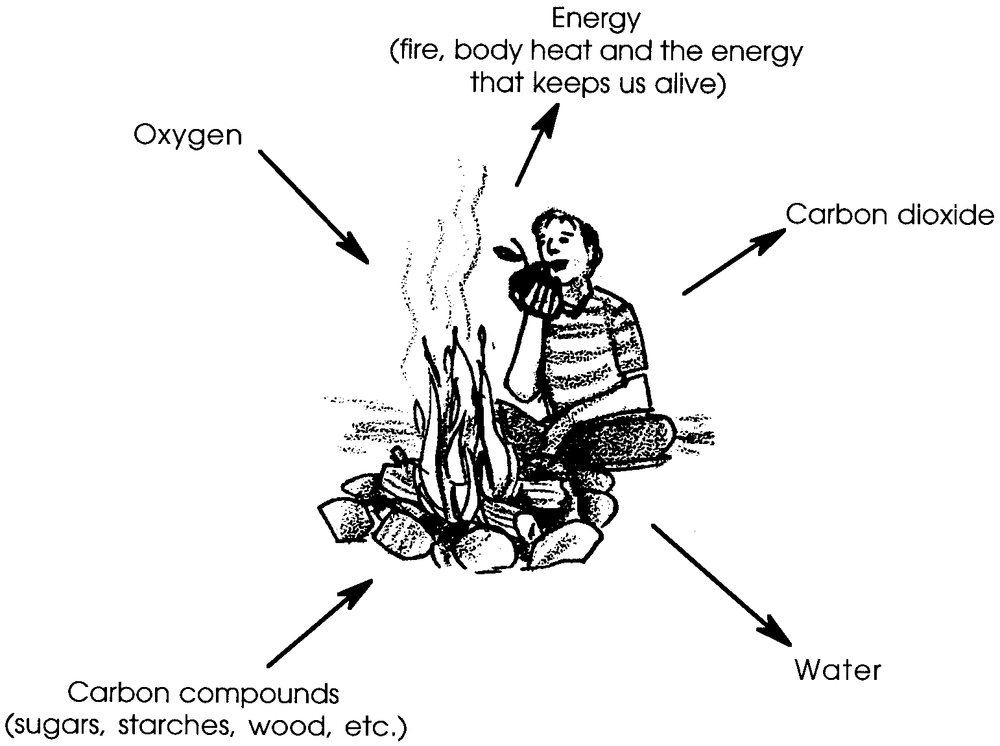 Energy
(fire, body heat and the energy
that keeps us alive)
Oxygen
Carbon dioxide
Water
Carbon compounds
(sugars, starches, wood, etc.)